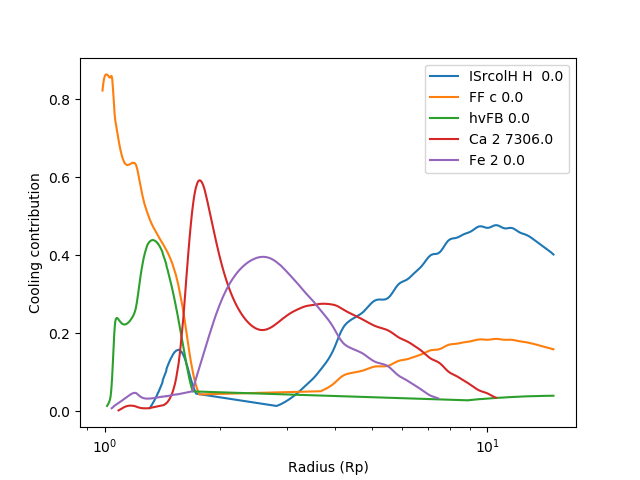 0.8
0.6
0.4
0.2
0.0
Cooling contribution
ISrcolH H  0.0
FF c 0.0
hvFB 0.0
Ca 2 7306.0
Fe 2 0.0
10⁰
10¹
Radius (Rp)